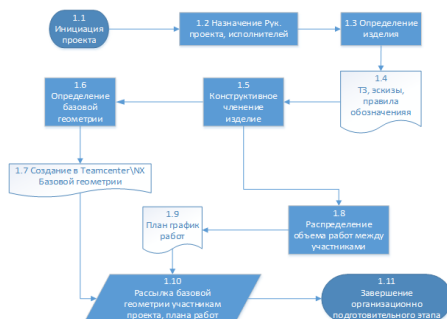 1.1
Инициация
проекта
1.2 Назначение Рук.
проекта, исполнителей
1.3 Определение
изделия
1.4
ТЗ, эскизы,
правила
обозначения
1.5
Конструктивное
членение
изделие
1.6
Определение
базовой
геометрии
1.7 Создание в Teamcenter\NX
Базовой геометрии
1.8
Распределение
объема работ между
участниками
1.9
План график
работ
1.10
Рассылка базовой
геометрии участникам
проекта, плана работ
1.11
Завершение
организационно
подготовительного этапа